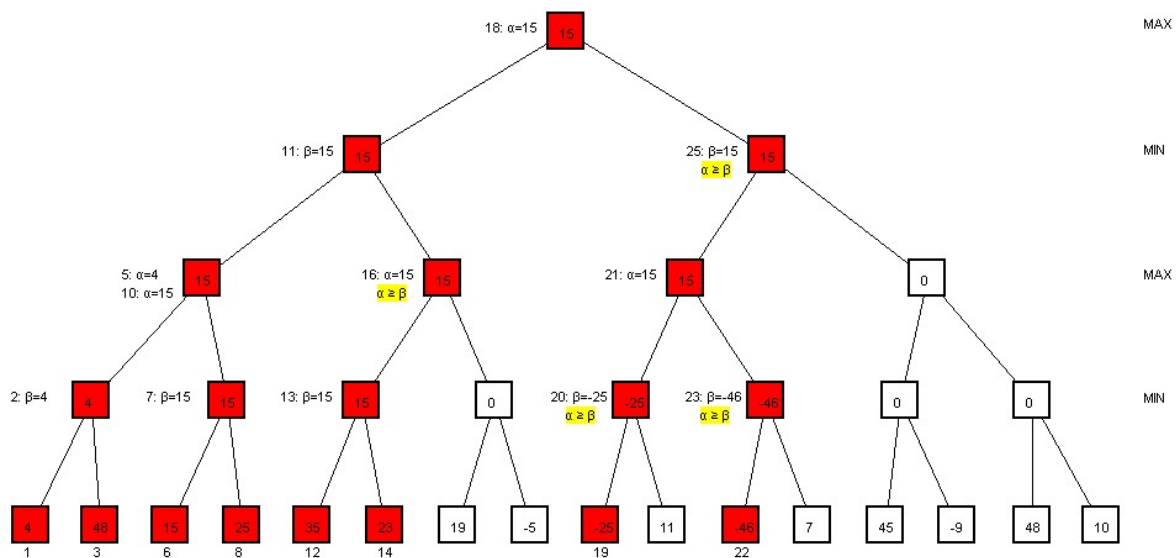 18: α=15 15 MAX
11: β=15 15 25: β=15 15 MIN
α ≥ β
5: α=4 15 16: α=15 15 21: α=15 15 0 MAX
10: α=15 α ≥ β
2: β=4 4 7: β=15 15 13: β=15 15 0 20: β=-25 -25 23: β=-46 -46 0 0 MIN
α ≥ β α ≥ β
4 48 15 25 35 23 19 -5 -25 11 -46 7 45 -9 48 10
1 3 6 8 12 14 19 22